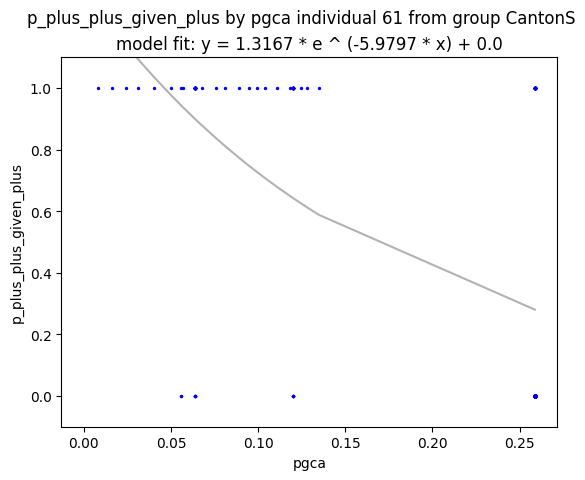 p_plus_plus_given_plus by pgca individual 61 from group CantonS
model fit: y = 1.3167 * e ^ (-5.9797 * x) + 0.0
1.0
0.8
0.6
0.4
0.2
0.0
p_plus_plus_given_plus
0.00 0.05 0.10 0.15 0.20 0.25
pgca